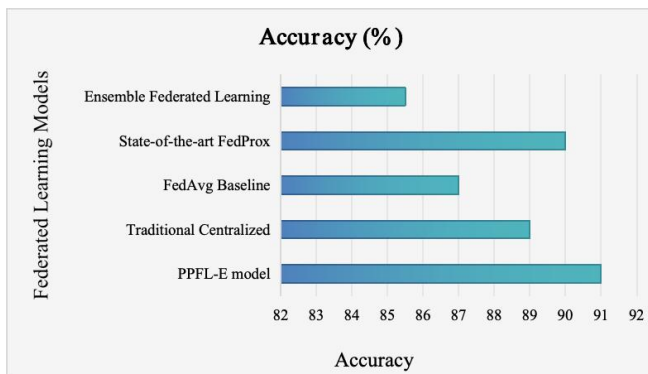 Accuracy (%)
Federated Learning Models
Ensemble Federated Learning
State-of-the-art FedProx
FedAvg Baseline
Traditional Centralized
PPFL-E model
82 83 84 85 86 87 88 89 90 91 92
Accuracy